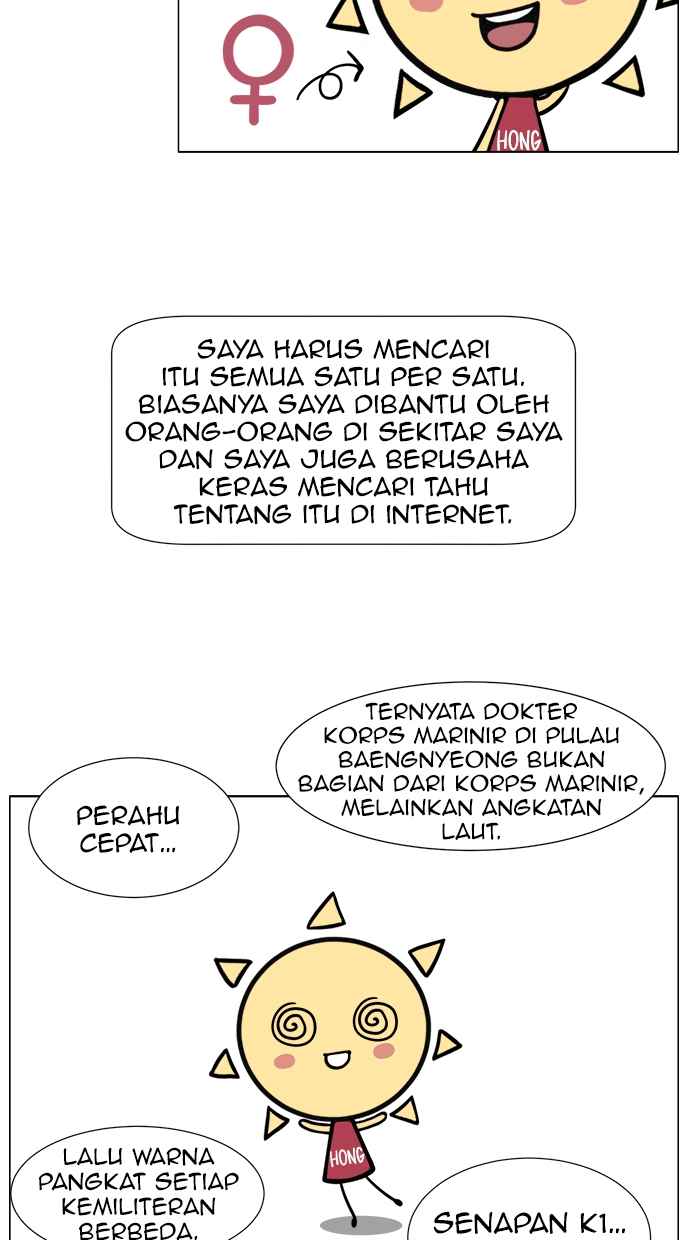 HONG
SAYA HARUS MENCARI
ITU SEMUA SATU PER SATU.
BIASANYA SAYA DIBANTU OLEH
ORANG-ORANG DI SEKITAR SAYA
DAN SAYA JUGA BERUSAHA
KERAS MENCARI TAHU
TENTANG ITU DI INTERNET.
TERNYATA DOKTER
KORPS MARINIR DI PULAU
BAENGNYEONG BUKAN
BAGIAN DARI KORPS MARINIR,
MELAINKAN ANGKATAN
LAUT.
PERAHU
CEPAT...
HONG
LALU WARNA
PANGKAT SETIAP
KEMILITERAN
BERBEDA.
SENAPAN K1...